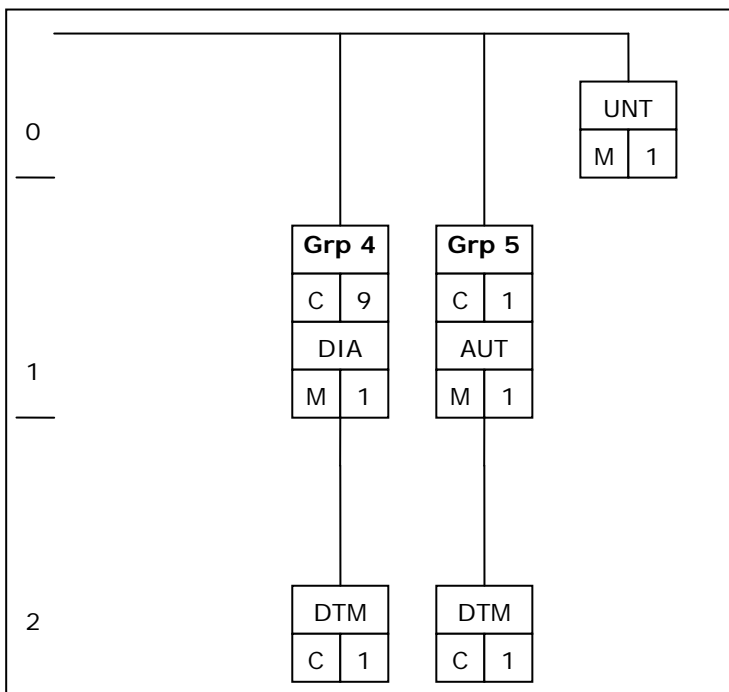 UNT
0
M 1
Grp 4 Grp 5
C 9 C 1
DIA AUT
1
M 1 M 1
DTM DTM
2
C 1 C 1